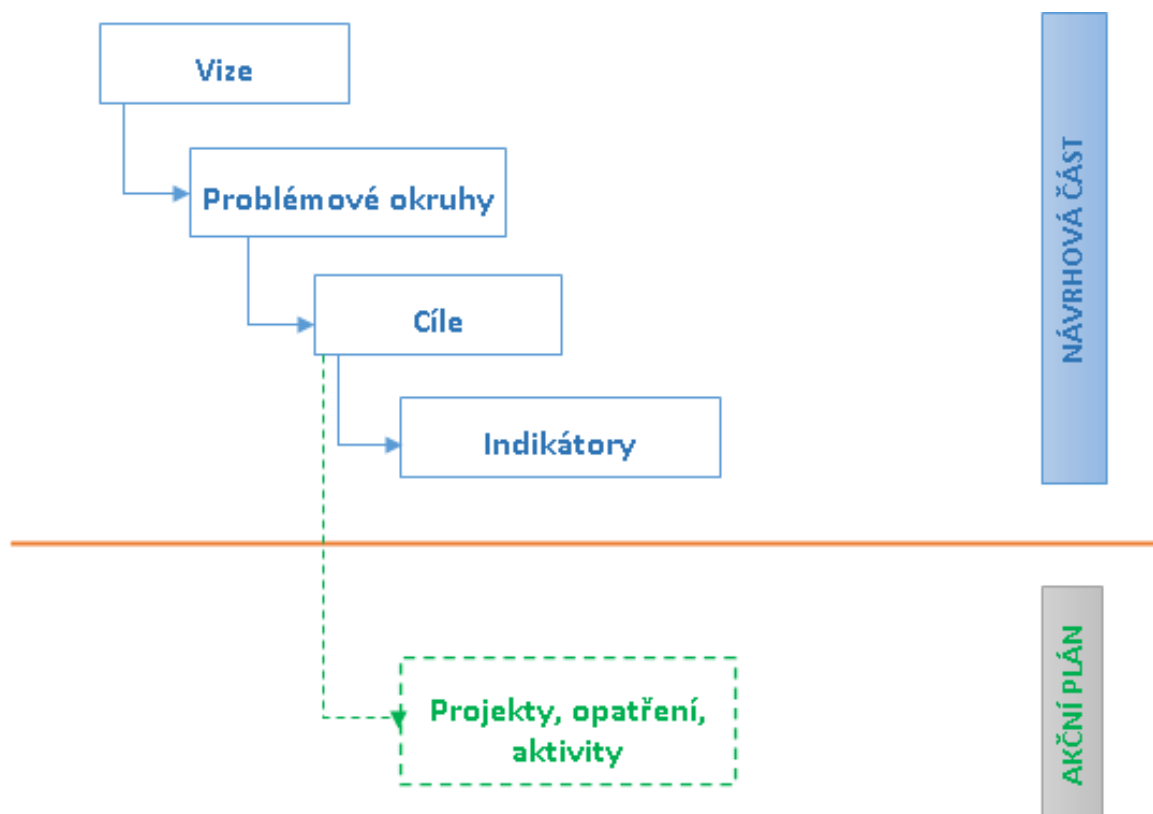 Vize
Problémové okruhy
Cíle
Indikátory
NÁVRHOVÁ ČÁST
Projekty, opatření,
aktivity
AKČNÍ PLÁN